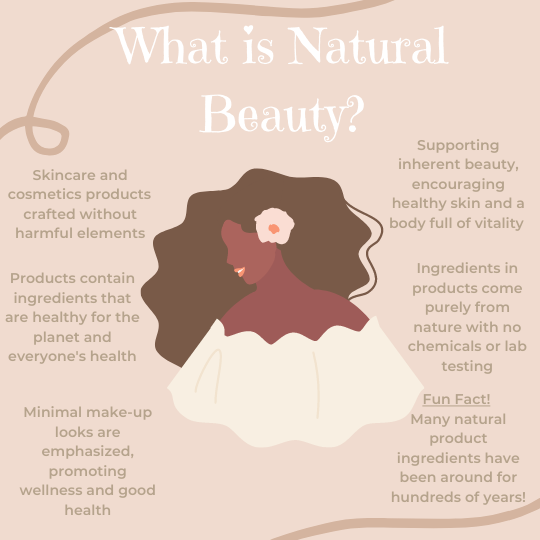 What is Natural
Beauty?
Skincare and
cosmetics products
crafted without
harmful elements
Products contain
ingredients that
are healthy for the
planet and
everyone's health
Minimal make-up
looks are
emphasized,
promoting
wellness and good
health
Supporting
inherent beauty,
encouraging
healthy skin and a
body full of vitality
Ingredients in
products come
purely from
nature with no
chemicals or lab
testing
Fun Fact!
Many natural
product
ingredients have
been around for
hundreds of years!